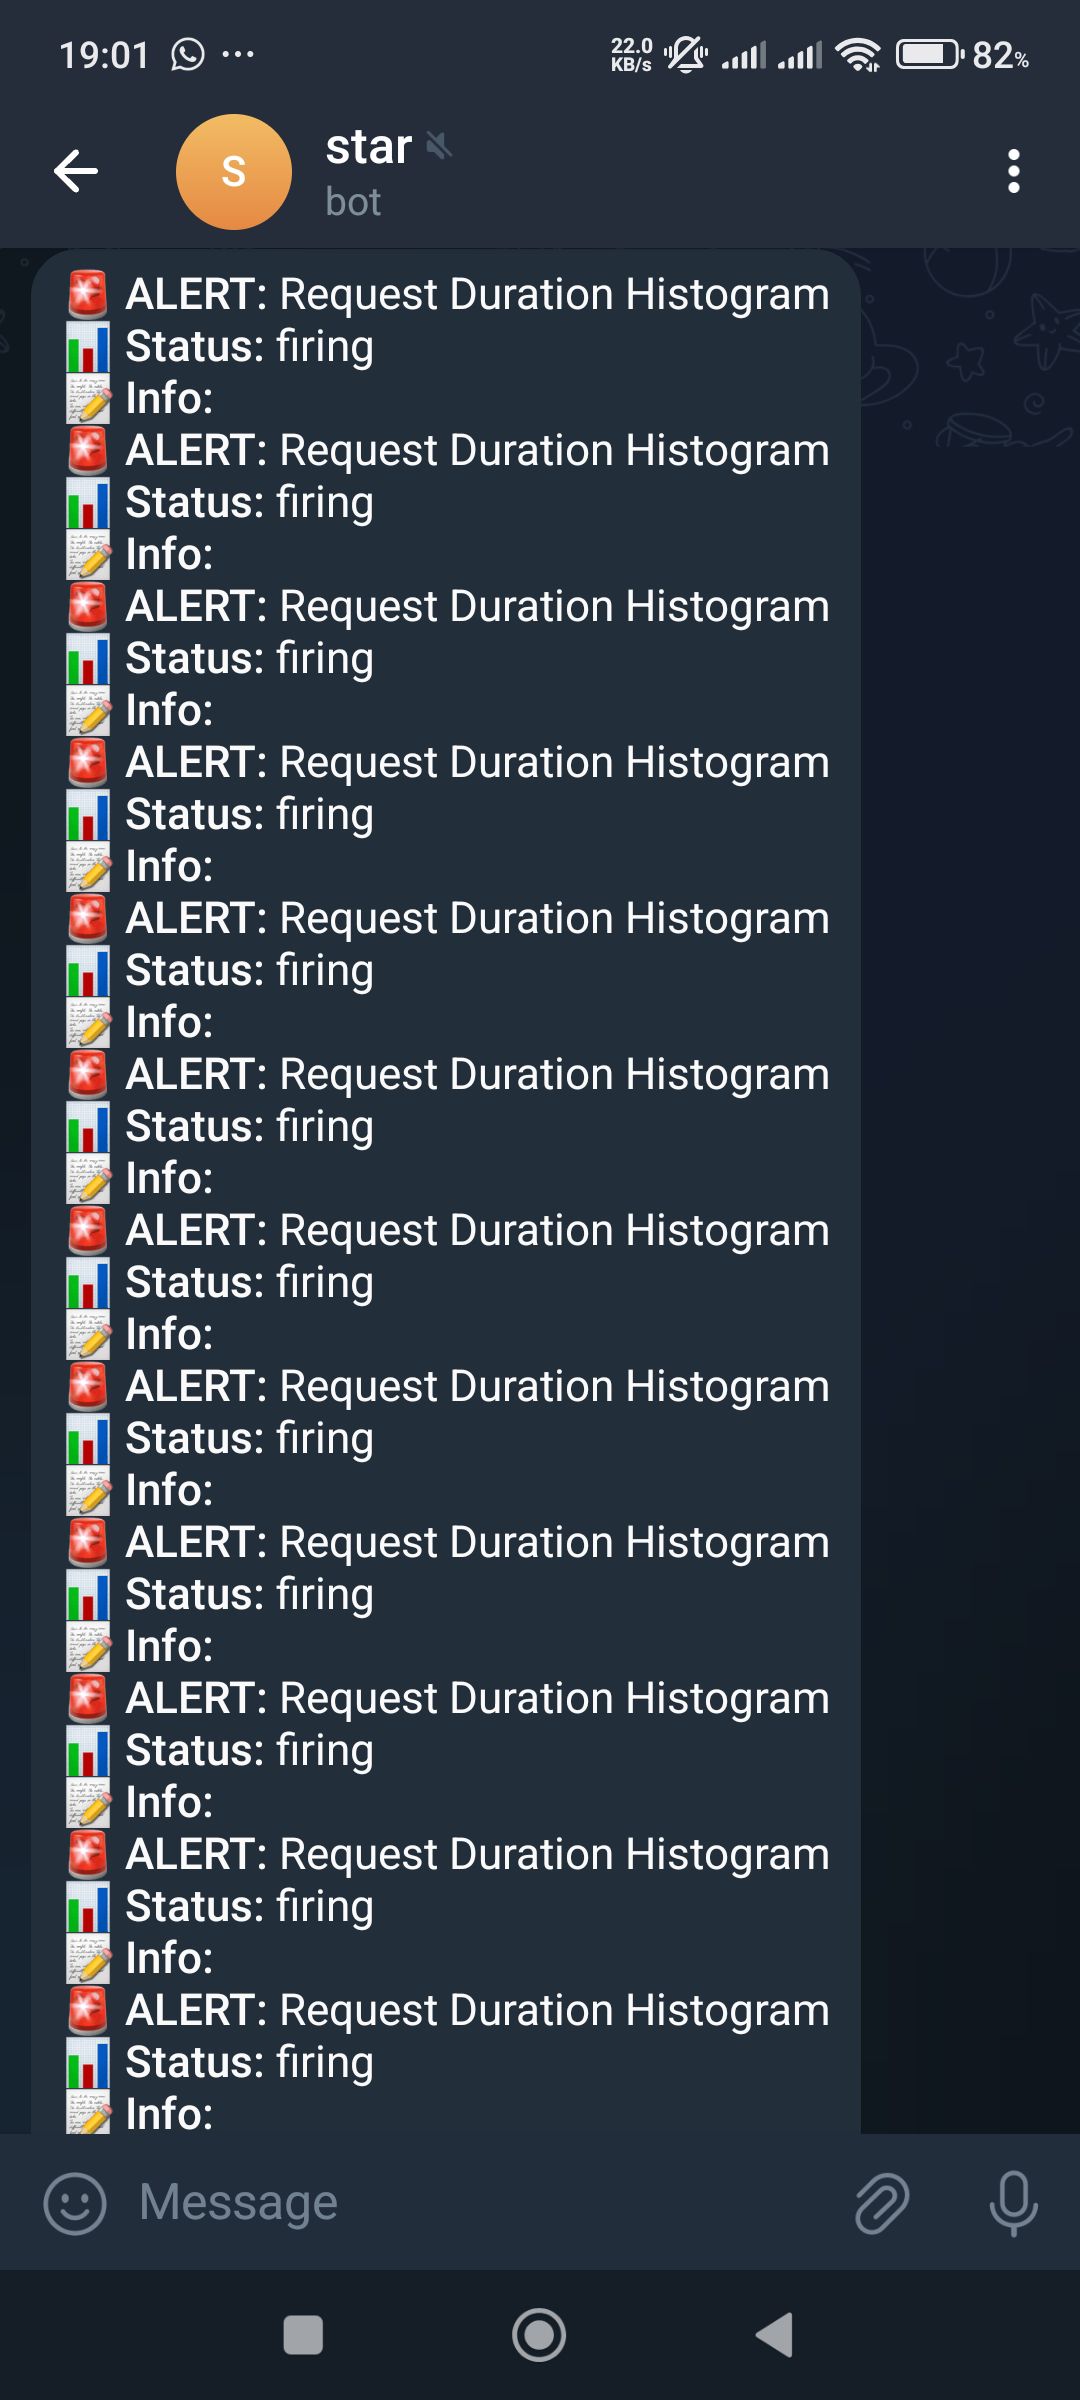 19:01 ... 22.0 KB/s 82%
S
star
bot
🚨 ALERT: Request Duration Histogram
📊 Status: firing
📝 Info:
🚨 ALERT: Request Duration Histogram
📊 Status: firing
📝 Info:
🚨 ALERT: Request Duration Histogram
📊 Status: firing
📝 Info:
🚨 ALERT: Request Duration Histogram
📊 Status: firing
📝 Info:
🚨 ALERT: Request Duration Histogram
📊 Status: firing
📝 Info:
🚨 ALERT: Request Duration Histogram
📊 Status: firing
📝 Info:
🚨 ALERT: Request Duration Histogram
📊 Status: firing
📝 Info:
🚨 ALERT: Request Duration Histogram
📊 Status: firing
📝 Info:
🚨 ALERT: Request Duration Histogram
📊 Status: firing
📝 Info:
🚨 ALERT: Request Duration Histogram
📊 Status: firing
📝 Info:
🚨 ALERT: Request Duration Histogram
📊 Status: firing
📝 Info:
🚨 ALERT: Request Duration Histogram
📊 Status: firing
📝 Info:
Message